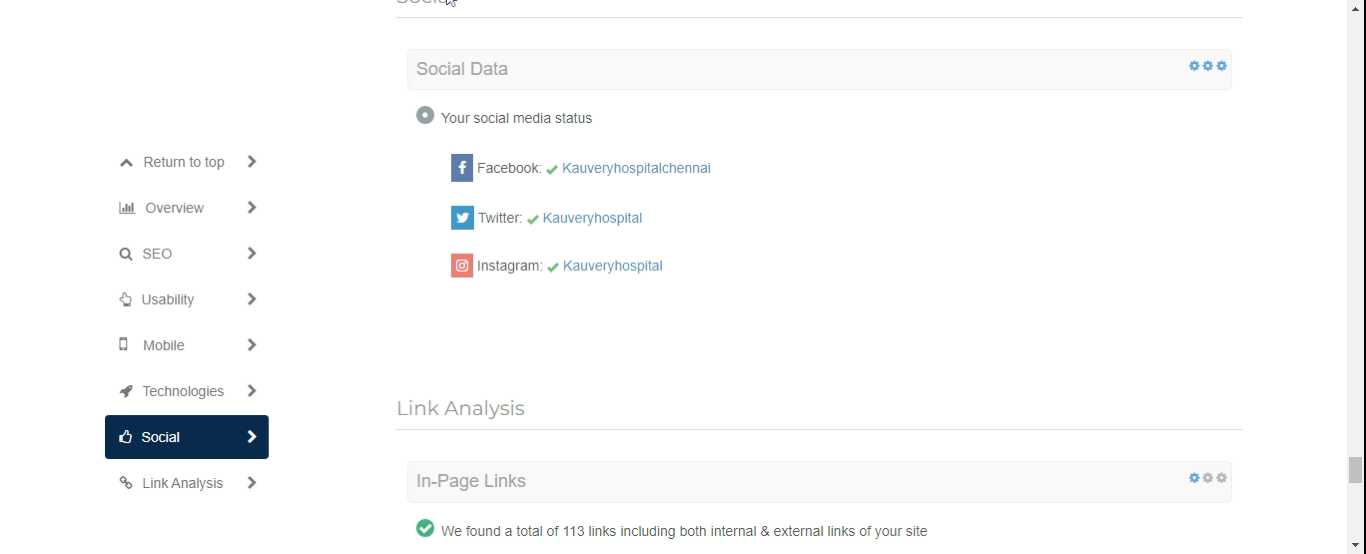 Social
Social Data
Your social media status
Facebook: Kauveryhospitalchennai
Twitter: Kauveryhospital
Instagram: Kauveryhospital
Return to top
Overview
SEO
Usability
Mobile
Technologies
Social
Link Analysis
Link Analysis
In-Page Links
We found a total of 113 links including both internal & external links of your site